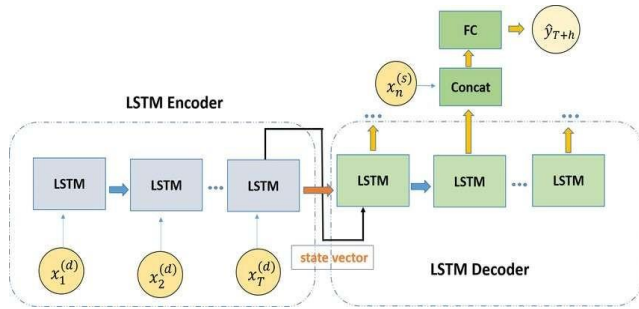 FC
ŷ_{T+h}
x_n^{(s)}
Concat
LSTM Encoder
LSTM
LSTM
LSTM
LSTM
LSTM
LSTM
x_1^{(d)}
x_2^{(d)}
x_T^{(d)}
state vector
LSTM Decoder